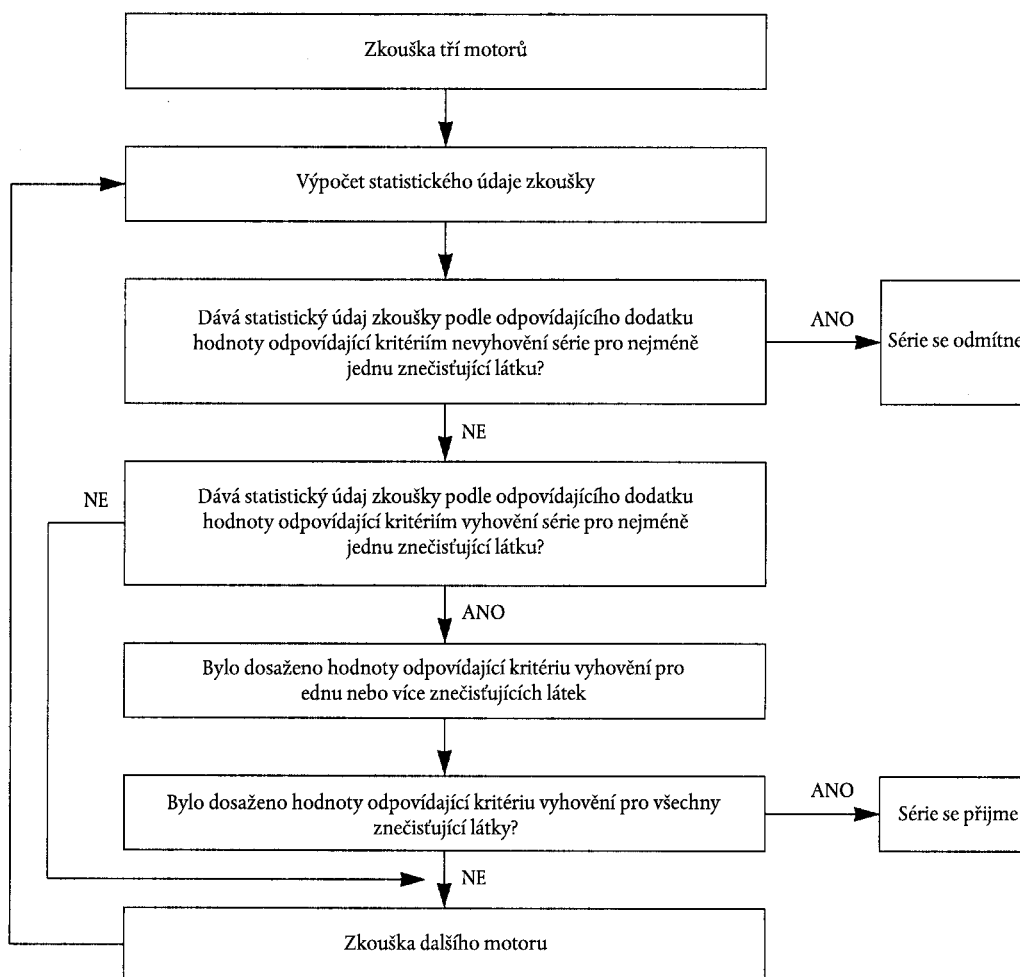 Zkouška tří motorů
Výpočet statistického údaje zkoušky
Dává statistický údaj zkoušky podle odpovídajícího dodatku
hodnoty odpovídající kritériím nevyhovění série pro nejméně
jednu znečisťující látku?
ANO
Série se odmítne
NE
NE
Dává statistický údaj zkoušky podle odpovídajícího dodatku
hodnoty odpovídající kritériím vyhovění série pro nejméně
jednu znečisťující látku?
ANO
Bylo dosaženo hodnoty odpovídající kritériu vyhovění pro
ednu nebo více znečisťujících látek
Bylo dosaženo hodnoty odpovídající kritériu vyhovění pro všechny
znečisťující látky?
ANO
Série se přijme
NE
Zkouška dalšího motoru